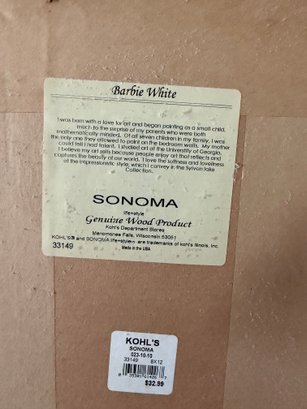 Barbie White
I was born with a love for art and began painting as a small child,
much to the surprise of my parents who were both
mathematically minded. Of all seven children in my family, I was
the only one they allowed to paint on the bedroom walls. My mother
could tell I had talent. I studied art at the University of Georgia.
I believe my art sells because people enjoy art that reflects and
captures the beauty of our world. I love the softness and loveliness
of the impressionistic style, which I convey in the Sylvan lake
Collection.
SONOMA
life+style
Genuine Wood Product
Kohl's Department Stores
Menomonee Falls, Wisconsin 53051
KOHL'S® and SONOMA life+style® are trademarks of Kohl's Illinois, Inc.
33149
Made in the USA
KOHL'S
SONOMA
023-10-10
33149 8X12
$32.99